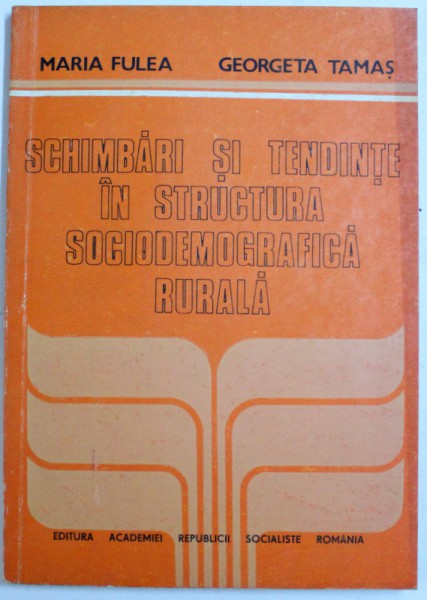 MARIA FULEA GEORGETA TAMAȘ
SCHIMBĂRI ȘI TENDINȚE
ÎN STRUCTURA
SOCIODEMOGRAFICĂ
RURALĂ
EDITURA ACADEMIEI REPUBLICII SOCIALISTE ROMÂNIA